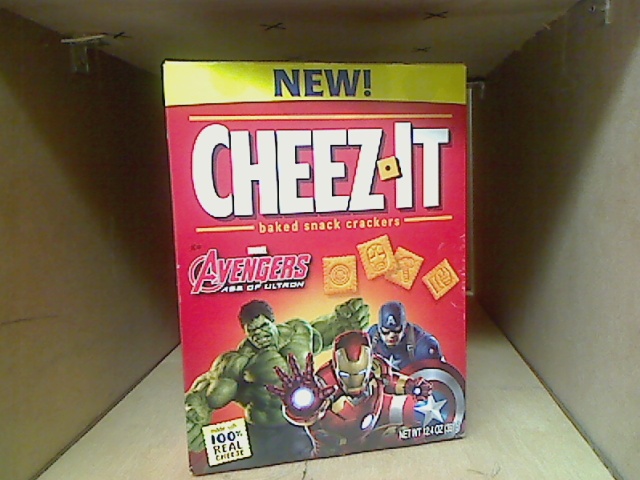 NEW!
CHEEZ-IT
baked snack crackers
AVENGERS
AGE OF ULTRON
A
made with
100%
REAL
CHEESE
NET WT 12.4 OZ